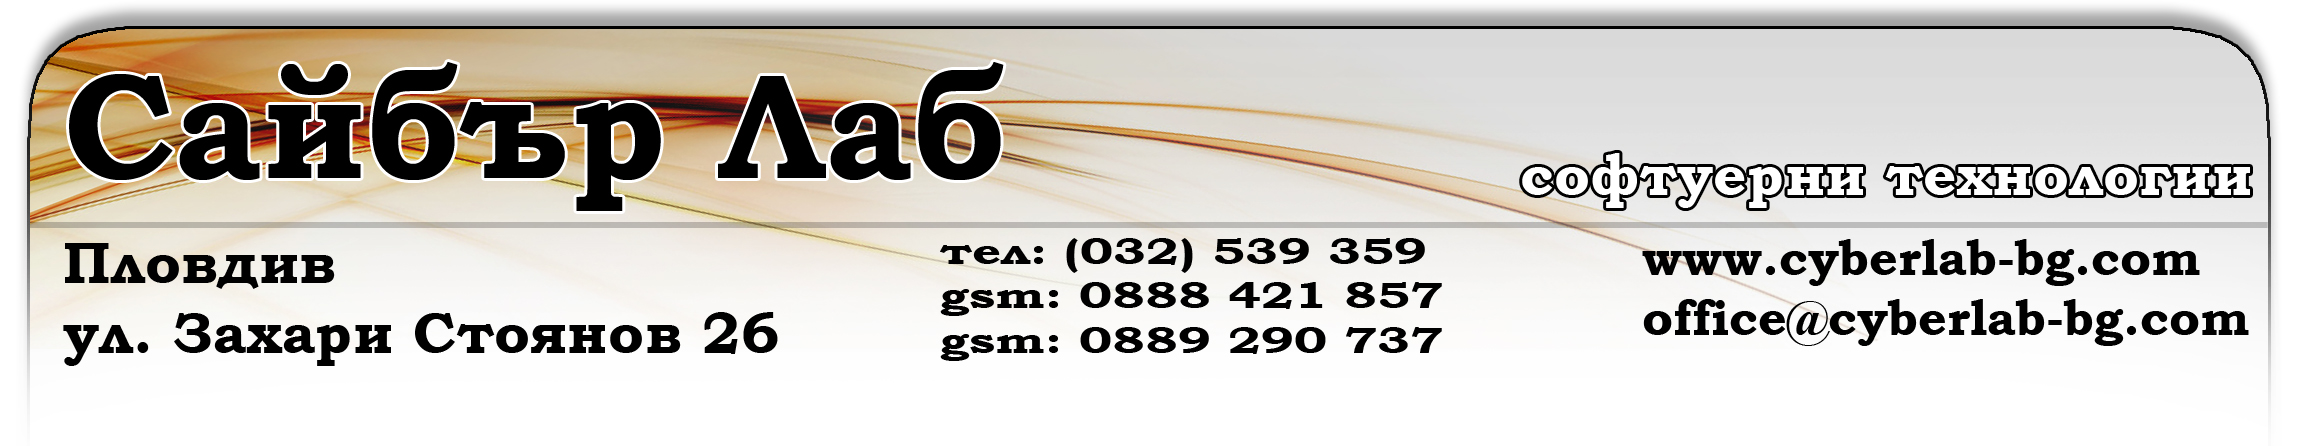 Сайбър Лаб
софтуерни технологии
Пловдив
ул. Захари Стоянов 26
тел: (032) 539 359
gsm: 0888 421 857
gsm: 0889 290 737
www.cyberlab-bg.com
office@cyberlab-bg.com